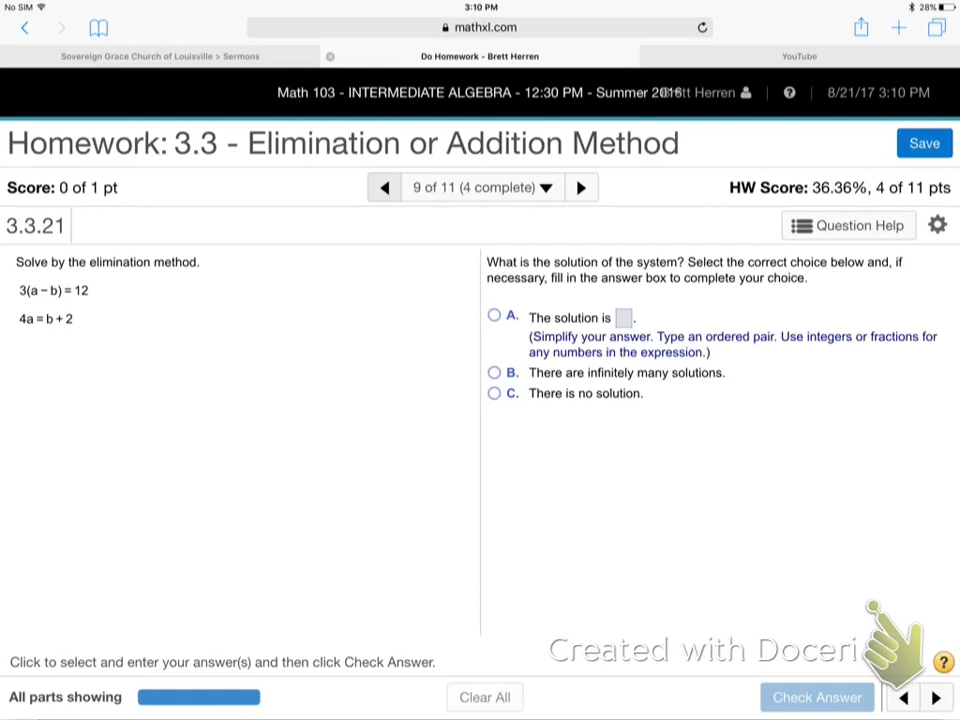 No SIM 3:10 PM 28%
mathxl.com
Sovereign Grace Church of Louisville > Sermons Do Homework - Brett Herren YouTube
Math 103 - INTERMEDIATE ALGEBRA - 12:30 PM - Summer 2016 Herren ? 8/21/17 3:10 PM
Homework: 3.3 - Elimination or Addition Method Save
Score: 0 of 1 pt 9 of 11 (4 complete) HW Score: 36.36%, 4 of 11 pts
3.3.21 Question Help
Solve by the elimination method.
3(a − b) = 12
4a = b + 2
What is the solution of the system? Select the correct choice below and, if
necessary, fill in the answer box to complete your choice.
A. The solution is .
(Simplify your answer. Type an ordered pair. Use integers or fractions for
any numbers in the expression.)
B. There are infinitely many solutions.
C. There is no solution.
Created with Doceri
Click to select and enter your answer(s) and then click Check Answer. ?
All parts showing Clear All Check Answer